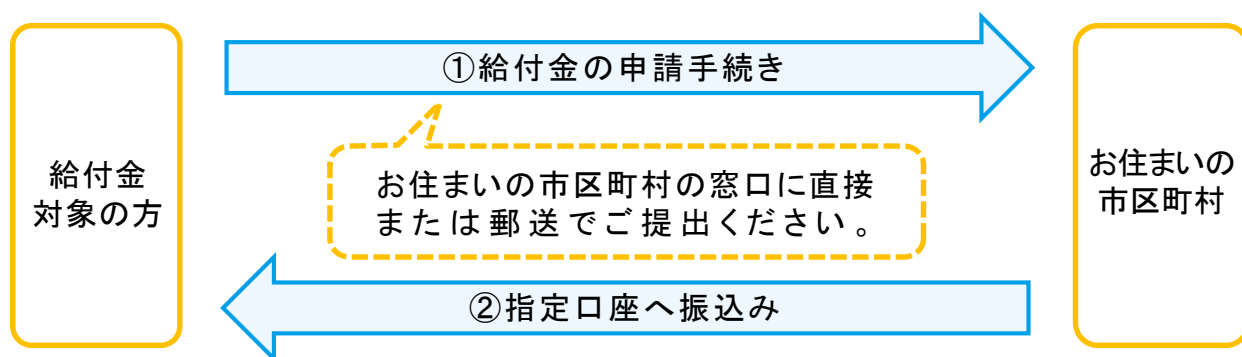 ①給付金の申請手続き
給付金
対象の方
お住まいの市区町村の窓口に直接
または郵送でご提出ください。
お住まいの
市区町村
②指定口座へ振込み